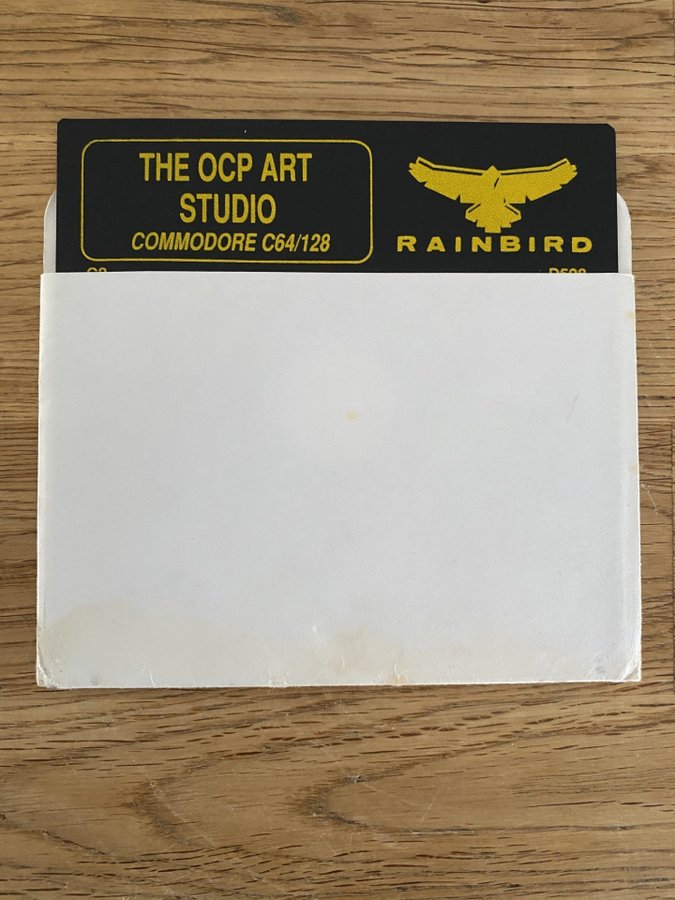 THE OCP ART
STUDIO
COMMODORE C64/128
RAINBIRD